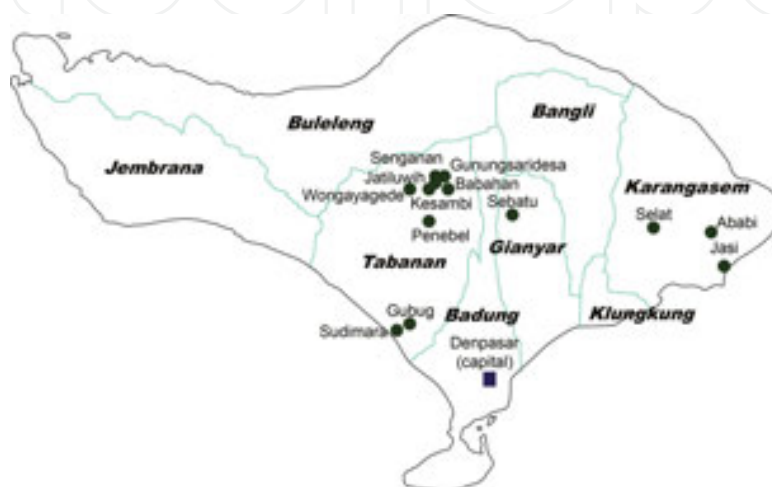 Bangli
Buleleng
Senganan
Gunungsaridesa
Jembrana
Jatiluwih
Babahan
Karangasem
Wongayagede
Kesambi
Sebatu
Selat
Ababi
Penebel
Gianyar
Jasi
Tabanan
Gubug
Badung
Klungkung
Sudimara
Denpasar
(capital)